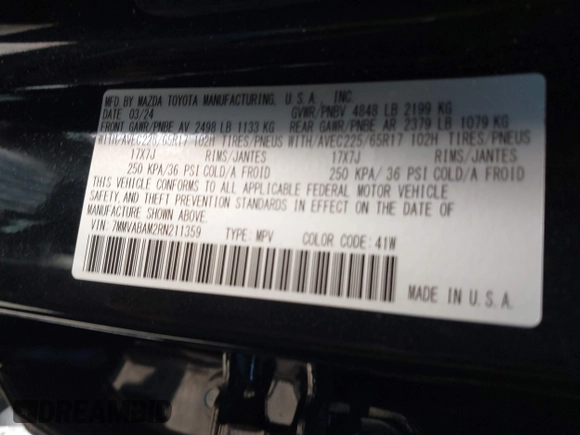 MFD.BY MAZDA TOYOTA MANUFACTURING, U.S.A., INC.
DATE 03/24 GVWR/PNBV 4848 LB 2199 KG
FRONT GAWR/PNBE AV 2498 LB 1133 KG REAR GAWR/PNBE AR 2379 LB 1079 KG
WITH/AVEC225/65R17 102H TIRES/PNEUS WITH/AVEC225/65R17 102H TIRES/PNEUS
17X7J RIMS/JANTES 17X7J RIMS/JANTES
250 KPA/36 PSI COLD/A FROID 250 KPA/ 36 PSI COLD/A FROID
THIS VEHICLE CONFORMS TO ALL APPLICABLE FEDERAL MOTOR VEHICLE
SAFETY, AND THEFT PREVENTION STANDARDS IN EFFECT ON THE DATE OF
MANUFACTURE SHOWN ABOVE.
VIN: 7MMVABAM2RN211359 TYPE: MPV COLOR CODE: 41W
MADE IN U.S.A.
DREAMBID